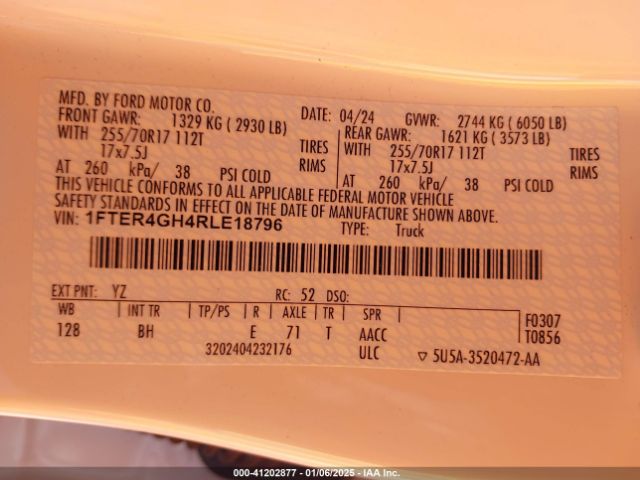 MFD. BY FORD MOTOR CO. DATE: 04/24 GVWR: 2744 KG ( 6050 LB)
FRONT GAWR: 1329 KG ( 2930 LB) REAR GAWR: 1621 KG ( 3573 LB)
WITH 255/70R17 112T TIRES WITH 255/70R17 112T TIRES
17x7.5J RIMS 17x7.5J RIMS
AT 260 kPa/ 38 PSI COLD AT 260 kPa/ 38 PSI COLD
THIS VEHICLE CONFORMS TO ALL APPLICABLE FEDERAL MOTOR VEHICLE
SAFETY STANDARDS IN EFFECT ON THE DATE OF MANUFACTURE SHOWN ABOVE.
VIN: 1FTER4GH4RLE18796 TYPE: Truck
EXT PNT: YZ RC: 52 DSO:
WB INT TR TP/PS R AXLE TR SPR F0307
128 BH E 71 T AACC T0856
3202404232176 ULC ▽ 5U5A-3520472-AA
000-41202877 - 01/06/2025 - IAA Inc.